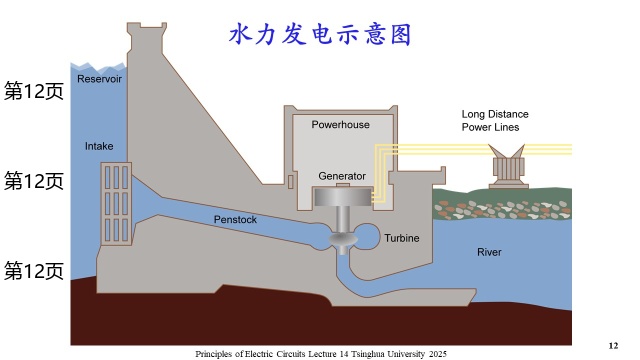 水力发电示意图
第12页
Reservoir
Intake
第12页
第12页
Powerhouse
Generator
Penstock
Turbine
Long Distance
Power Lines
River
12
Principles of Electric Circuits Lecture 14 Tsinghua University 2025